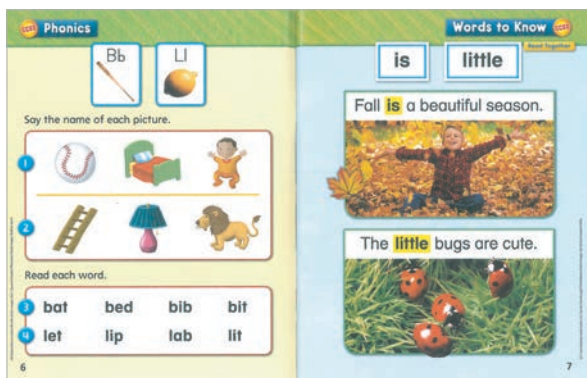 CCSS Phonics
Bb
Ll
Say the name of each picture.
1
2
Read each word.
3 bat bed bib bit
4 let lip lab lit
6
Words to Know CCSS
Read Together
is
little
Fall is a beautiful season.
The little bugs are cute.
7